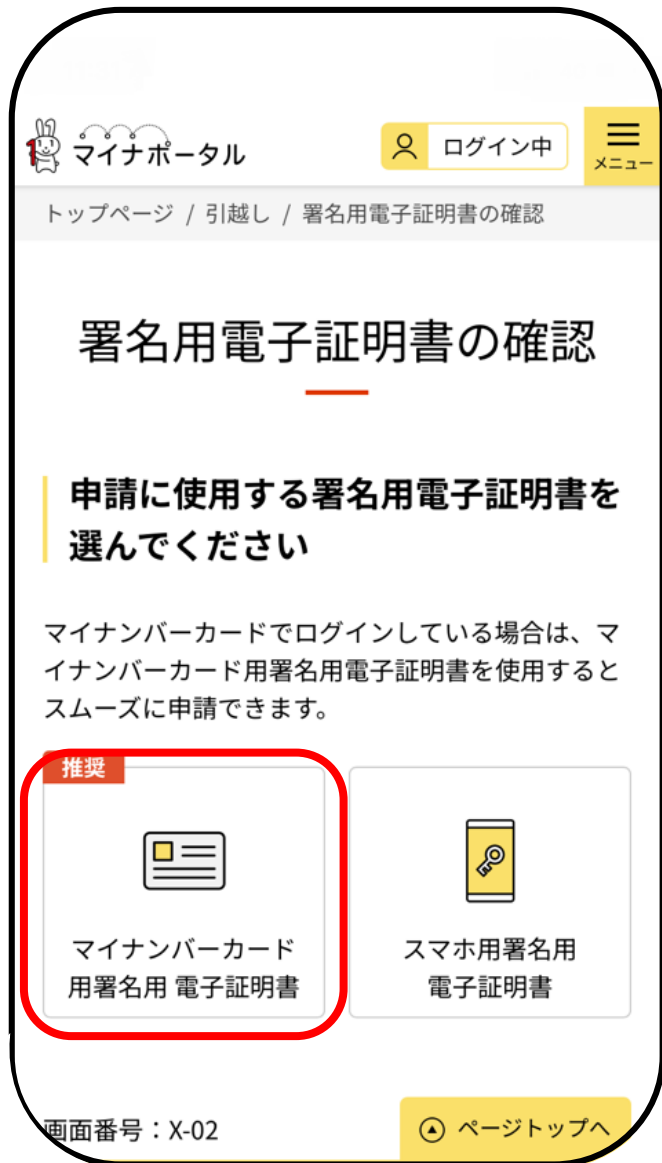 マイナポータル
ログイン中
メニュー
トップページ / 引越し / 署名用電子証明書の確認
署名用電子証明書の確認
申請に使用する署名用電子証明書を
選んでください
マイナンバーカードでログインしている場合は、マ
イナンバーカード用署名用電子証明書を使用すると
スムーズに申請できます。
推奨
マイナンバーカード
用署名用 電子証明書
スマホ用署名用
電子証明書
画面番号：X-02
ページトップへ